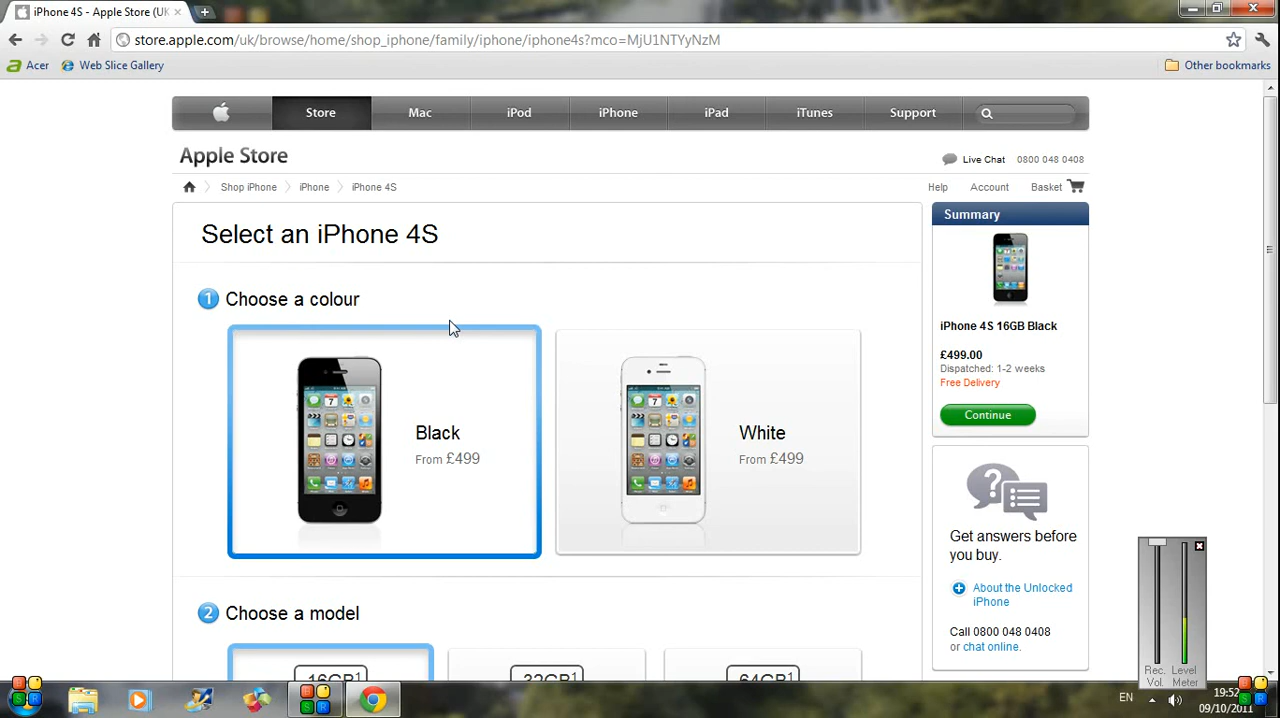 iPhone 4S - Apple Store (UK
store.apple.com/uk/browse/home/shop_iphone/family/iphone/iphone4s?mco=MjU1NTYyNzM
Acer Web Slice Gallery Other bookmarks
Store Mac iPod iPhone iPad iTunes Support
Apple Store
Live Chat 0800 048 0408
Shop iPhone iPhone iPhone 4S
Help Account Basket
Select an iPhone 4S
1 Choose a colour
Black
From £499
White
From £499
2 Choose a model
16GB1 32GB1 64GB1
Summary
iPhone 4S 16GB Black
£499.00
Dispatched: 1-2 weeks
Free Delivery
Continue
Get answers before
you buy.
About the Unlocked
iPhone
Call 0800 048 0408
or chat online.
Rec. Level
Vol. Meter
EN 19:52
09/10/2011